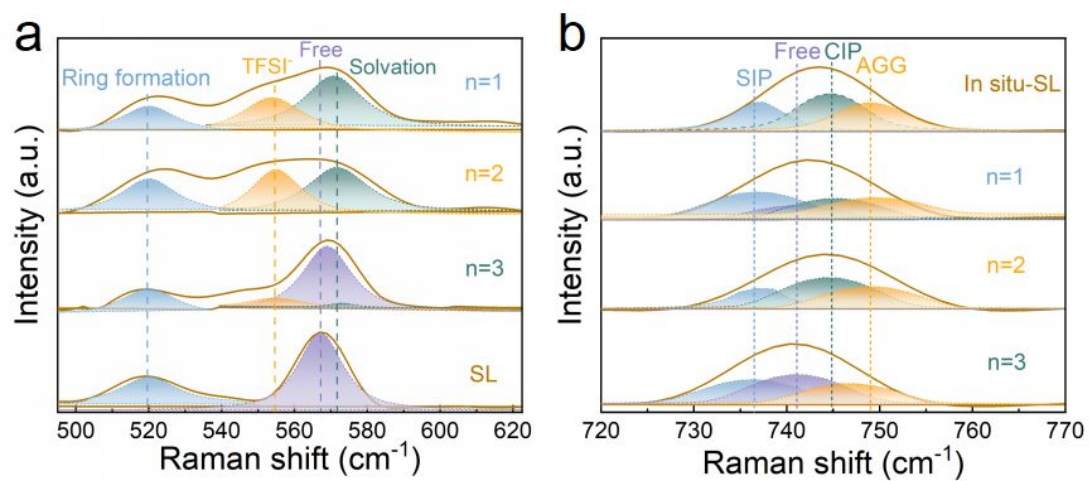 a
Intensity (a.u.)
Ring formation
TFSI⁻
Free
Solvation
n=1
n=2
n=3
SL
500 520 540 560 580 600 620
Raman shift (cm⁻¹)
b
Intensity (a.u.)
SIP
Free
CIP
AGG
In situ-SL
n=1
n=2
n=3
720 730 740 750 760 770
Raman shift (cm⁻¹)